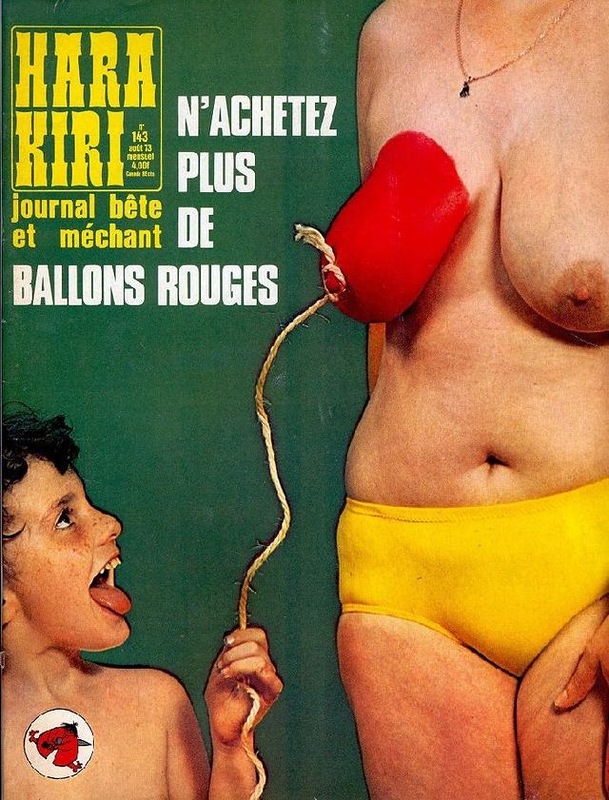 HARA
KIRI
n°
143
août 73
mensuel
4,00f
journal bête
et méchant
N'ACHETEZ
PLUS
DE
BALLONS ROUGES